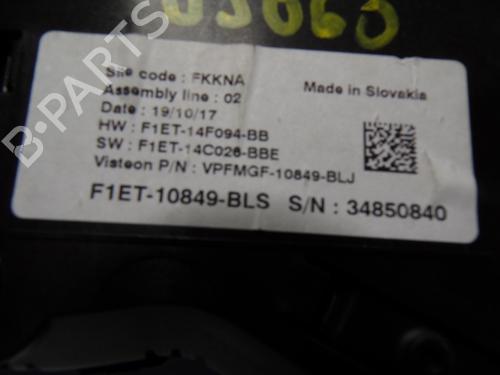 03060
Site code : FKKNA
Assembly line : 02
Made in Slovakia
Date : 19/10/17
HW : F1ET-14F094-BB
SW : F1ET-14C026-BBE
Visteon P/N : VPFMGF-10849-BLJ
F1ET-10849-BLS S/N : 34850840